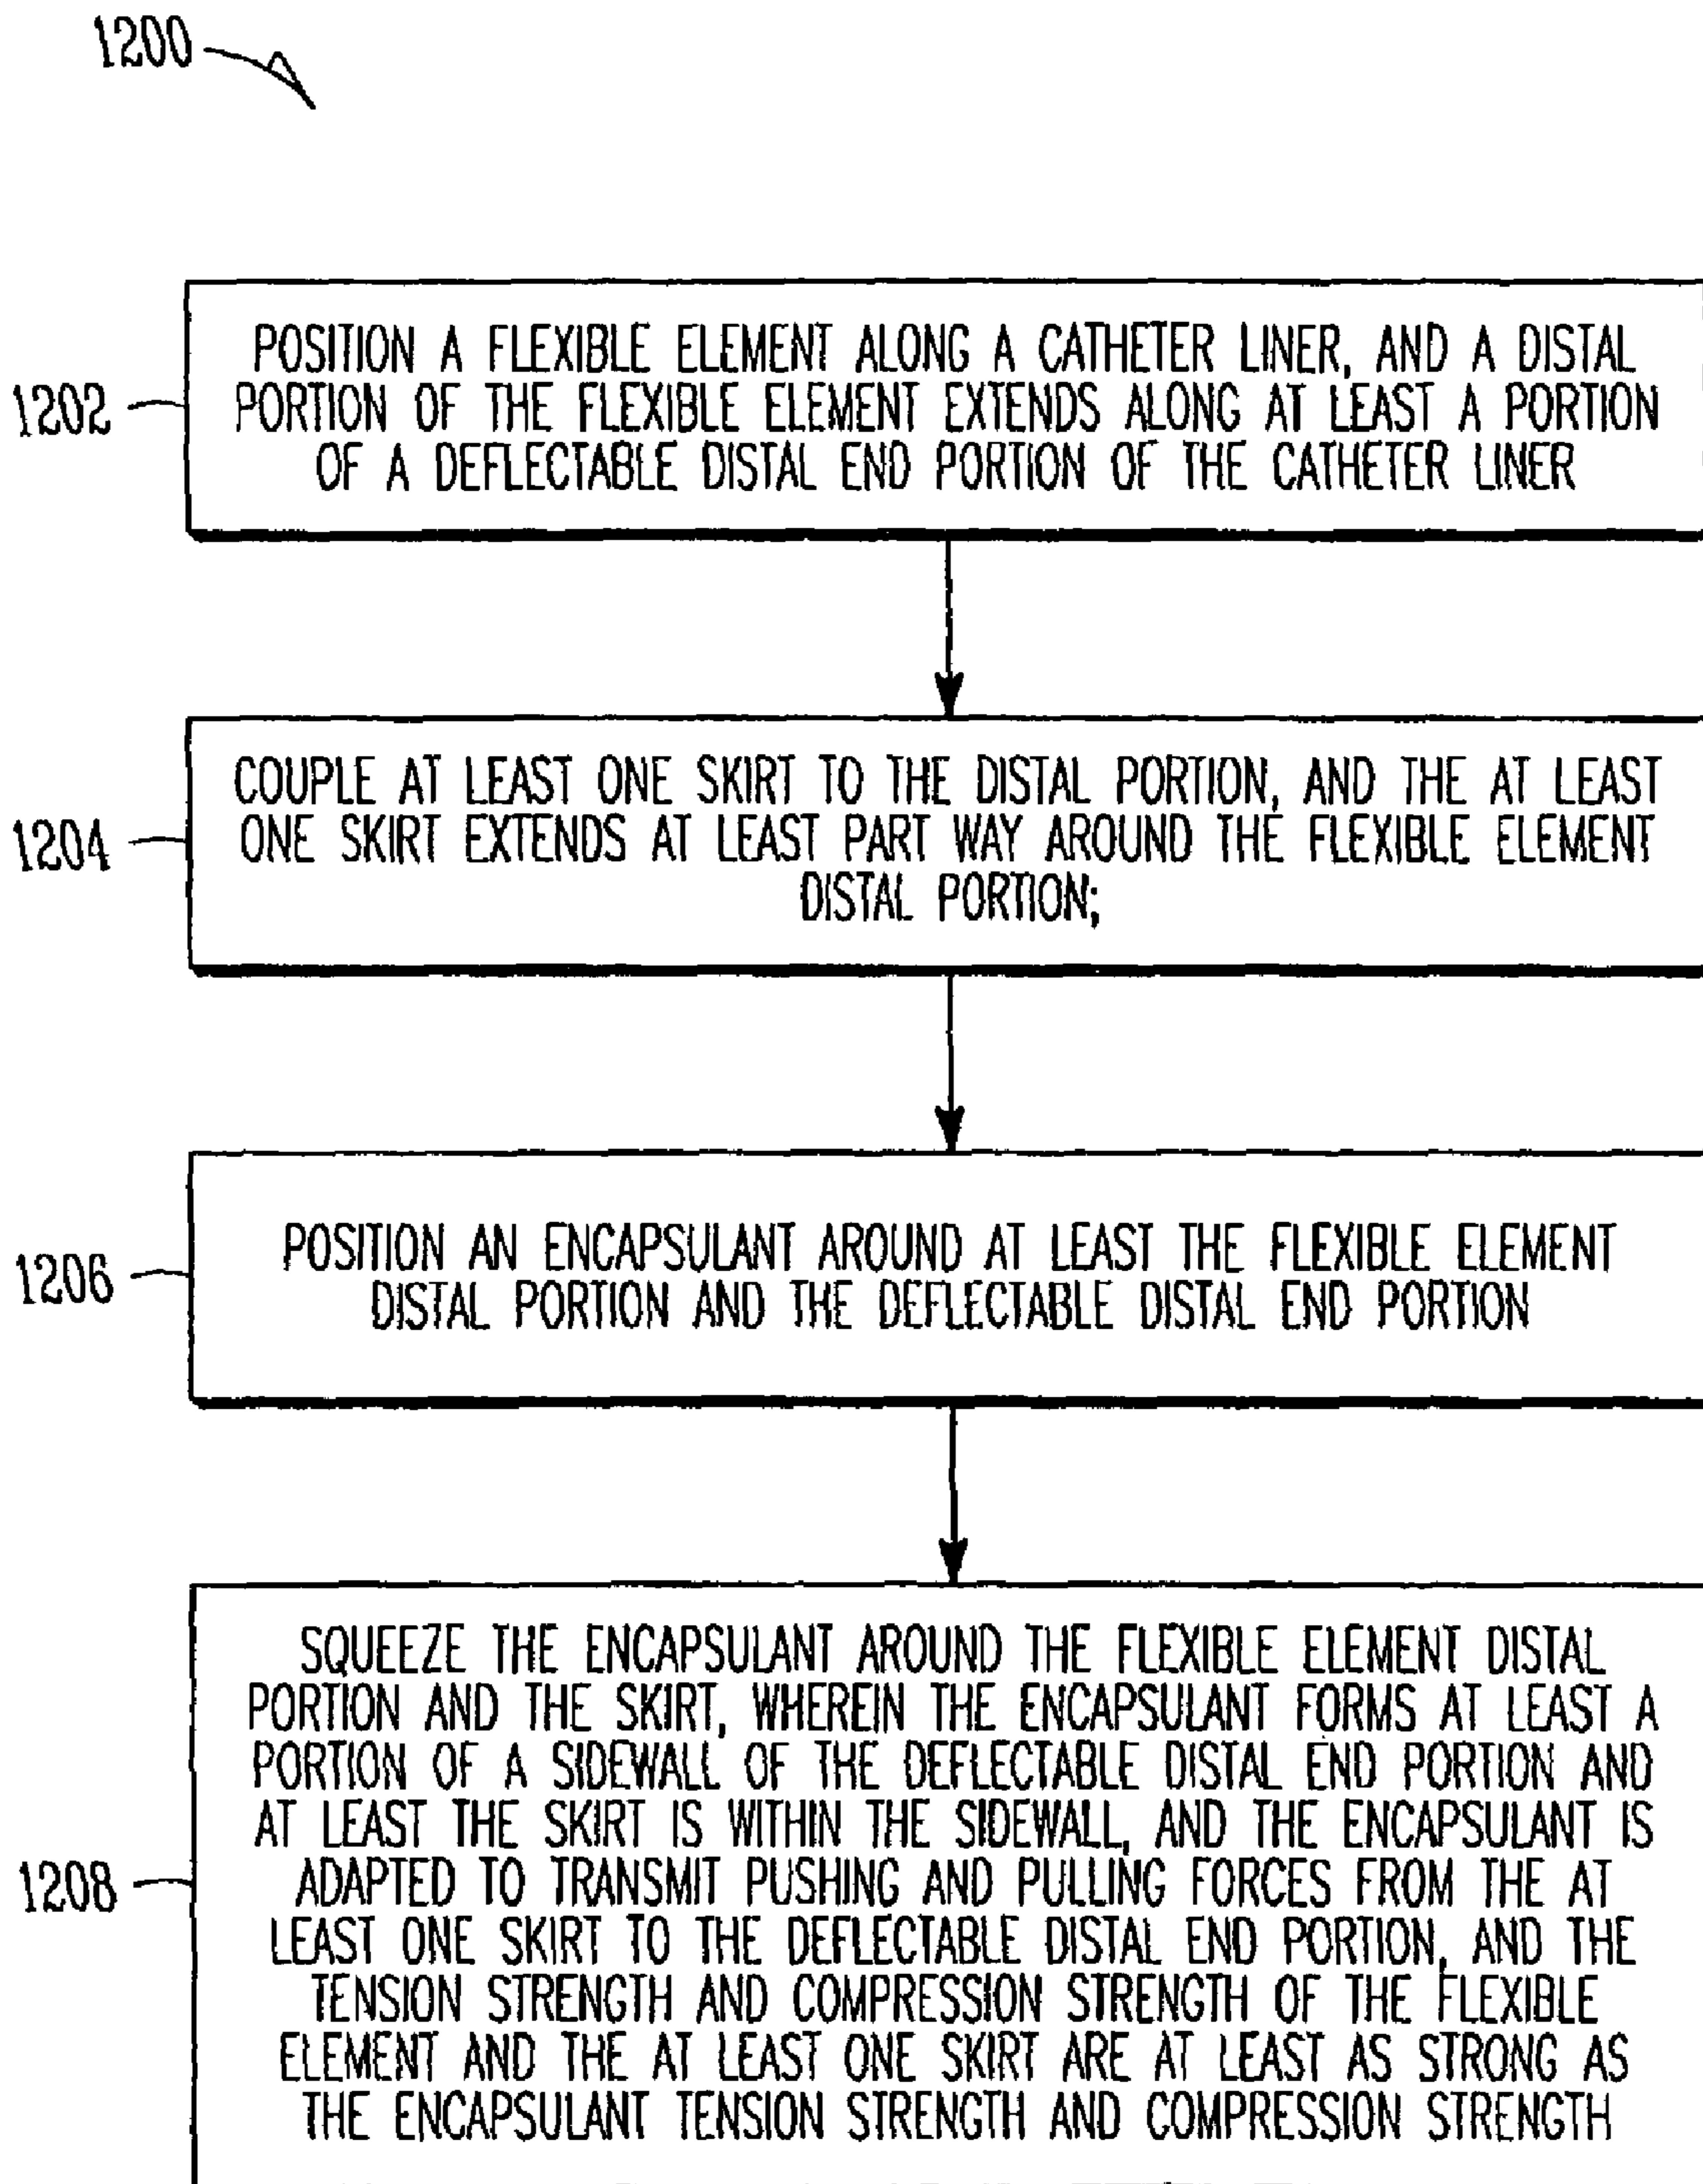 1200
1202
POSITION A FLEXIBLE ELEMENT ALONG A CATHETER LINER, AND A DISTAL
PORTION OF THE FLEXIBLE ELEMENT EXTENDS ALONG AT LEAST A PORTION
OF A DEFLECTABLE DISTAL END PORTION OF THE CATHETER LINER
1204
COUPLE AT LEAST ONE SKIRT TO THE DISTAL PORTION, AND THE AT LEAST
ONE SKIRT EXTENDS AT LEAST PART WAY AROUND THE FLEXIBLE ELEMENT
DISTAL PORTION;
1206
POSITION AN ENCAPSULANT AROUND AT LEAST THE FLEXIBLE ELEMENT
DISTAL PORTION AND THE DEFLECTABLE DISTAL END PORTION
1208
SQUEEZE THE ENCAPSULANT AROUND THE FLEXIBLE ELEMENT DISTAL
PORTION AND THE SKIRT, WHEREIN THE ENCAPSULANT FORMS AT LEAST A
PORTION OF A SIDEWALL OF THE DEFLECTABLE DISTAL END PORTION AND
AT LEAST THE SKIRT IS WITHIN THE SIDEWALL, AND THE ENCAPSULANT IS
ADAPTED TO TRANSMIT PUSHING AND PULLING FORCES FROM THE AT
LEAST ONE SKIRT TO THE DEFLECTABLE DISTAL END PORTION, AND THE
TENSION STRENGTH AND COMPRESSION STRENGTH OF THE FLEXIBLE
ELEMENT AND THE AT LEAST ONE SKIRT ARE AT LEAST AS STRONG AS
THE ENCAPSULANT TENSION STRENGTH AND COMPRESSION STRENGTH